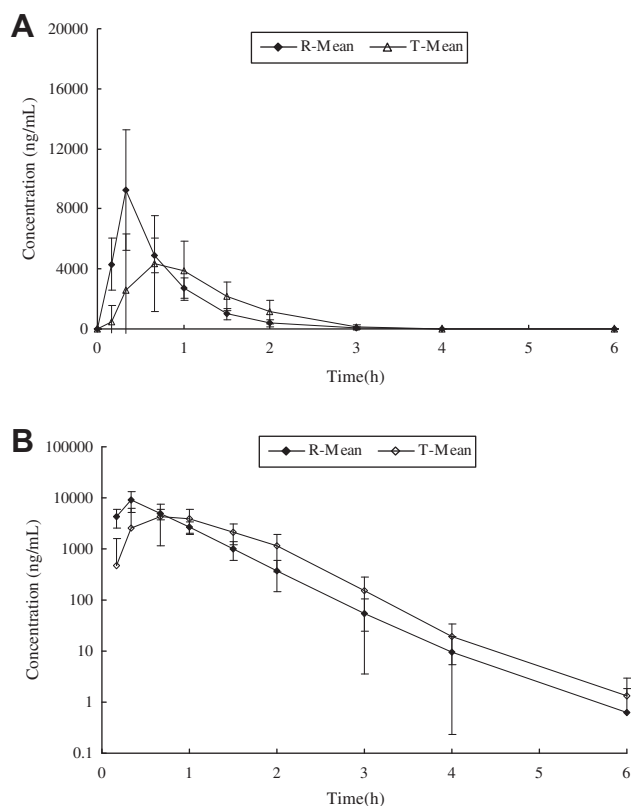 A
R-Mean T-Mean
20000
16000
12000
8000
4000
0
Concentration (ng/mL)
0 1 2 3 4 5 6
Time(h)
B
R-Mean T-Mean
100000
10000
1000
100
10
1
0.1
Concentration (ng/mL)
0 1 2 3 4 5 6
Time(h)